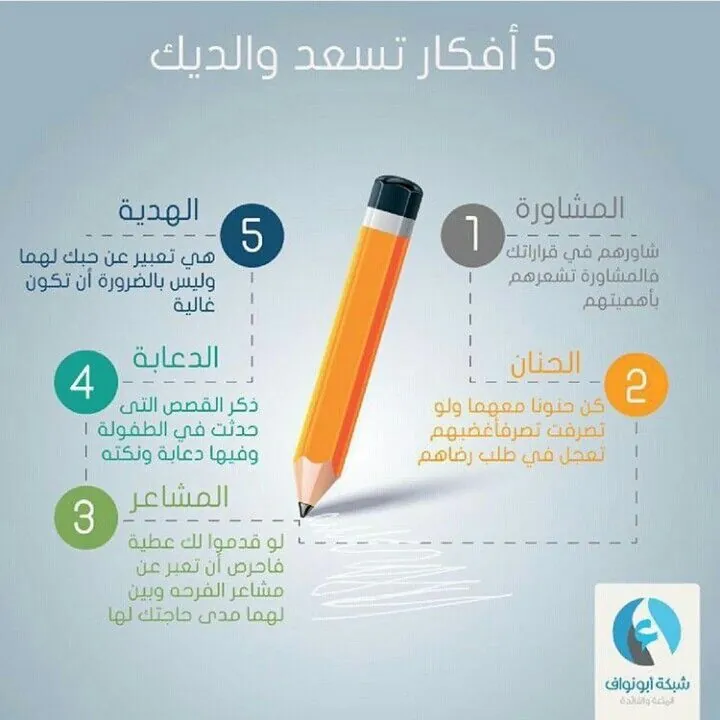 5 أفكار تسعد والديك
1
المشاورة
شاورهم في قراراتك
فالمشاورة تشعرهم
بأهميتهم
2
الحنان
كن حنونا معهما ولو
تصرفت تصرفأغضبهم
تعجل في طلب رضاهم
3
المشاعر
لو قدموا لك عطية
فاحرص أن تعبر عن
مشاعر الفرحه وبين
لهما مدى حاجتك لها
4
الدعابة
ذكر القصص التى
حدثت في الطفولة
وفيها دعابة ونكته
5
الهدية
هي تعبير عن حبك لهما
وليس بالضرورة أن تكون
غالية
شبكة أبونواف
المتعة والفائدة